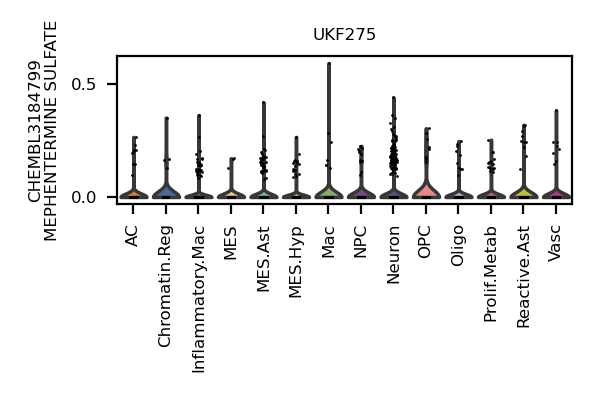 UKF275
CHEMBL3184799
MEPHENTERMINE SULFATE
0.5
0.0
AC
Chromatin.Reg
Inflammatory.Mac
MES
MES.Ast
MES.Hyp
Mac
NPC
Neuron
OPC
Oligo
Prolif.Metab
Reactive.Ast
Vasc